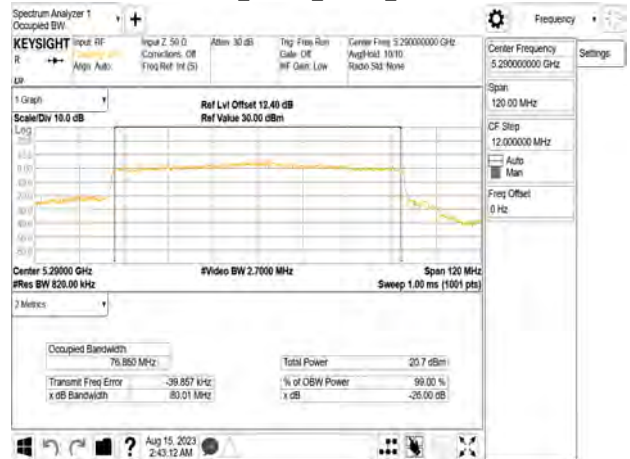 Spectrum Analyzer 1
Occupied BW
Frequency
KEYSIGHT
Input: RF
R
Align: Auto
Input Z: 50 Ω
Corrections: Off
Freq Ref: Int (S)
Atten: 30 dB
Trig: Free Run
Gate: Off
#IF Gain: Low
Center Freq: 5.290000000 GHz
Avg|Hold: 10/10
Radio Std: None
Center Frequency
5.290000000 GHz
Settings
Span
120.00 MHz
CF Step
12.000000 MHz
Auto
Man
Freq Offset
0 Hz
1 Graph
Scale/Div 10.0 dB
Log
Ref Lvl Offset 12.40 dB
Ref Value 30.00 dBm
Center 5.29000 GHz
#Res BW 820.00 kHz
#Video BW 2.7000 MHz
Span 120 MHz
Sweep 1.00 ms (1001 pts)
2 Metrics
Occupied Bandwidth
76.850 MHz
Total Power
20.7 dBm
Transmit Freq Error
-39.857 kHz
% of OBW Power
99.00 %
x dB Bandwidth
80.01 MHz
x dB
-26.00 dB
?
Aug 15, 2023
2:43:12 AM